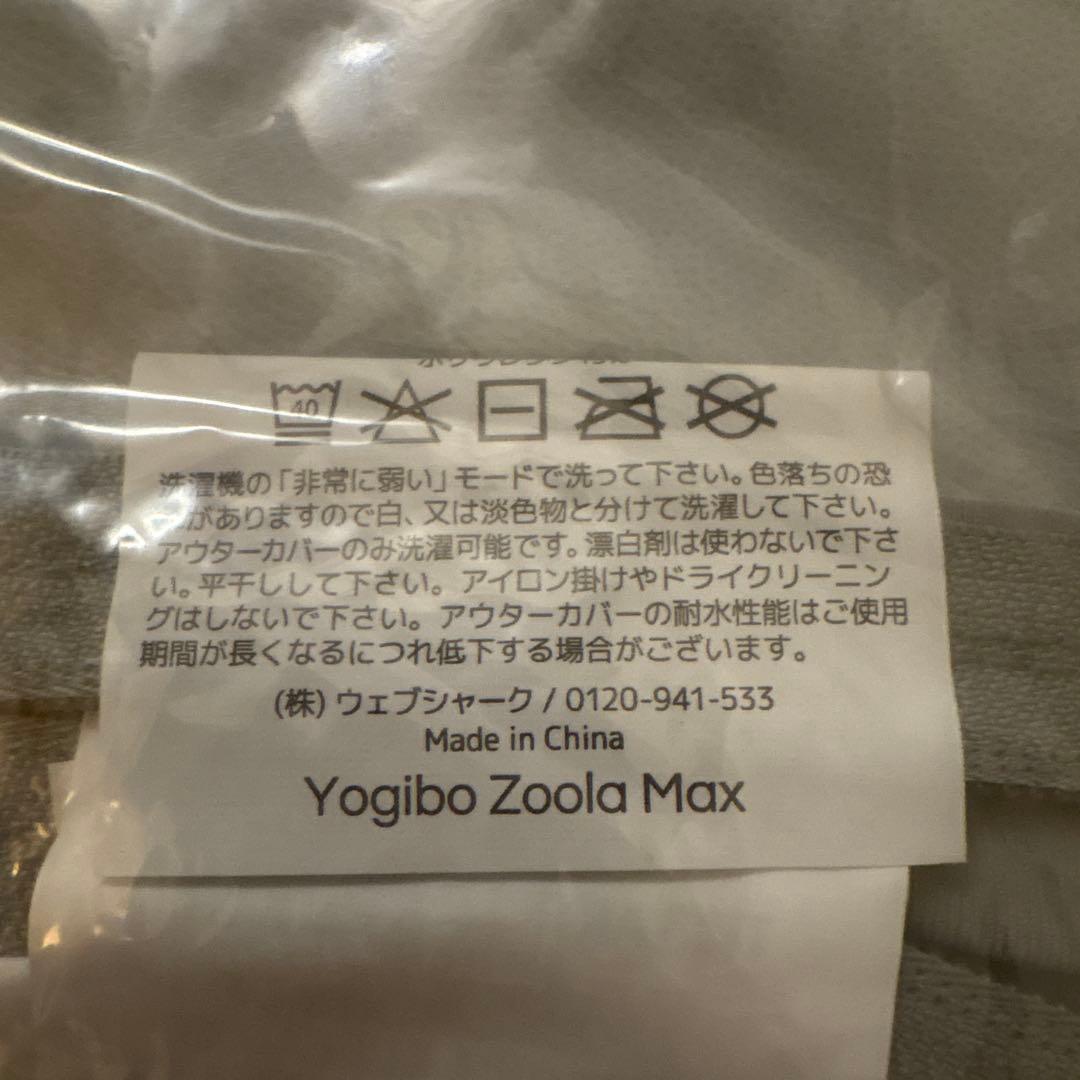 40
洗濯機の「非常に弱い」モードで洗って下さい。色落ちの恐
がありますので白、又は淡色物と分けて洗濯して下さい。
アウターカバーのみ洗濯可能です。漂白剤は使わないで下さ
い。平干しして下さい。アイロン掛けやドライクリーニン
グはしないで下さい。アウターカバーの耐水性能はご使用
期間が長くなるにつれ低下する場合がございます。
(株)ウェブシャーク / 0120-941-533
Made in China
Yogibo Zoola Max